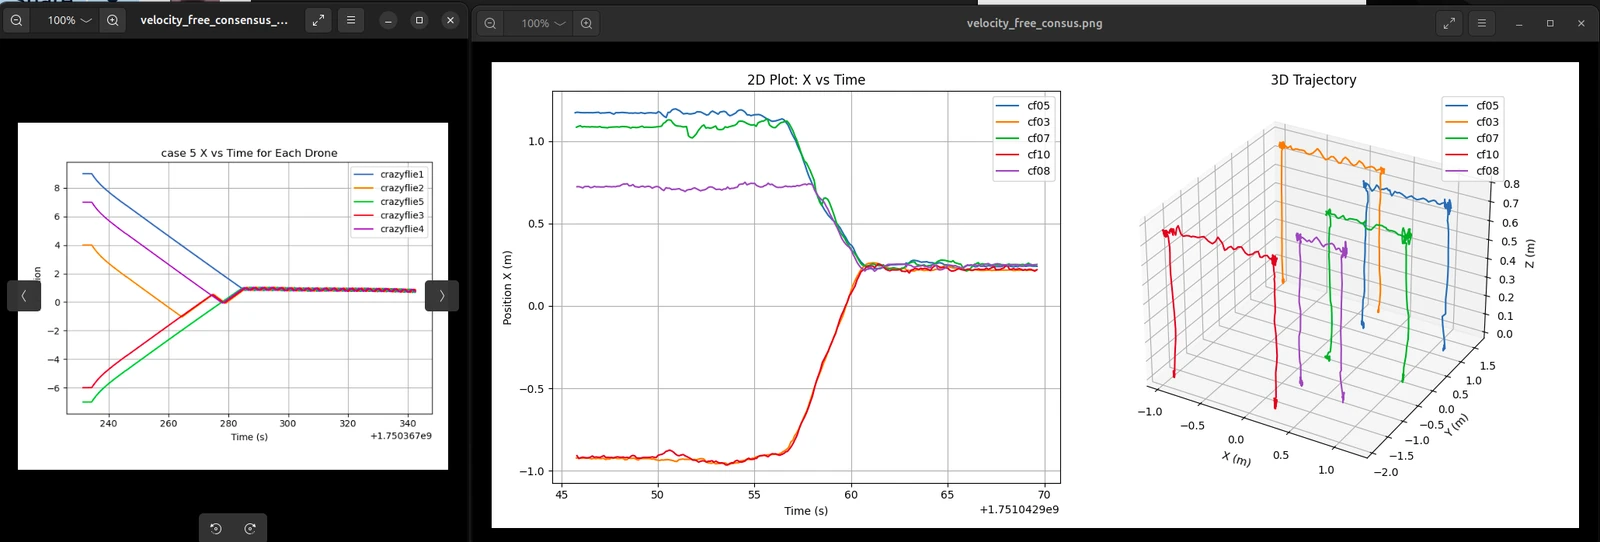 100%
velocity_free_consensus_...
case 5 X vs Time for Each Drone
crazyflie1
crazyflie2
crazyflie5
crazyflie3
crazyflie4
8
6
4
2
0
−2
−4
−6
240
260
280
300
320
340
Time (s)
+1.750367e9
100%
velocity_free_consus.png
2D Plot: X vs Time
cf05
cf03
cf07
cf10
cf08
Position X (m)
1.0
0.5
0.0
−0.5
−1.0
45
50
55
60
65
70
Time (s)
+1.7510429e9
3D Trajectory
cf05
cf03
cf07
cf10
cf08
0.8
0.7
0.6
0.5
0.4
0.3
0.2
0.1
0.0
Z (m)
1.5
1.0
0.5
0.0
−0.5
−1.0
−1.5
−2.0
Y (m)
−1.0
−0.5
0.0
0.5
1.0
X (m)